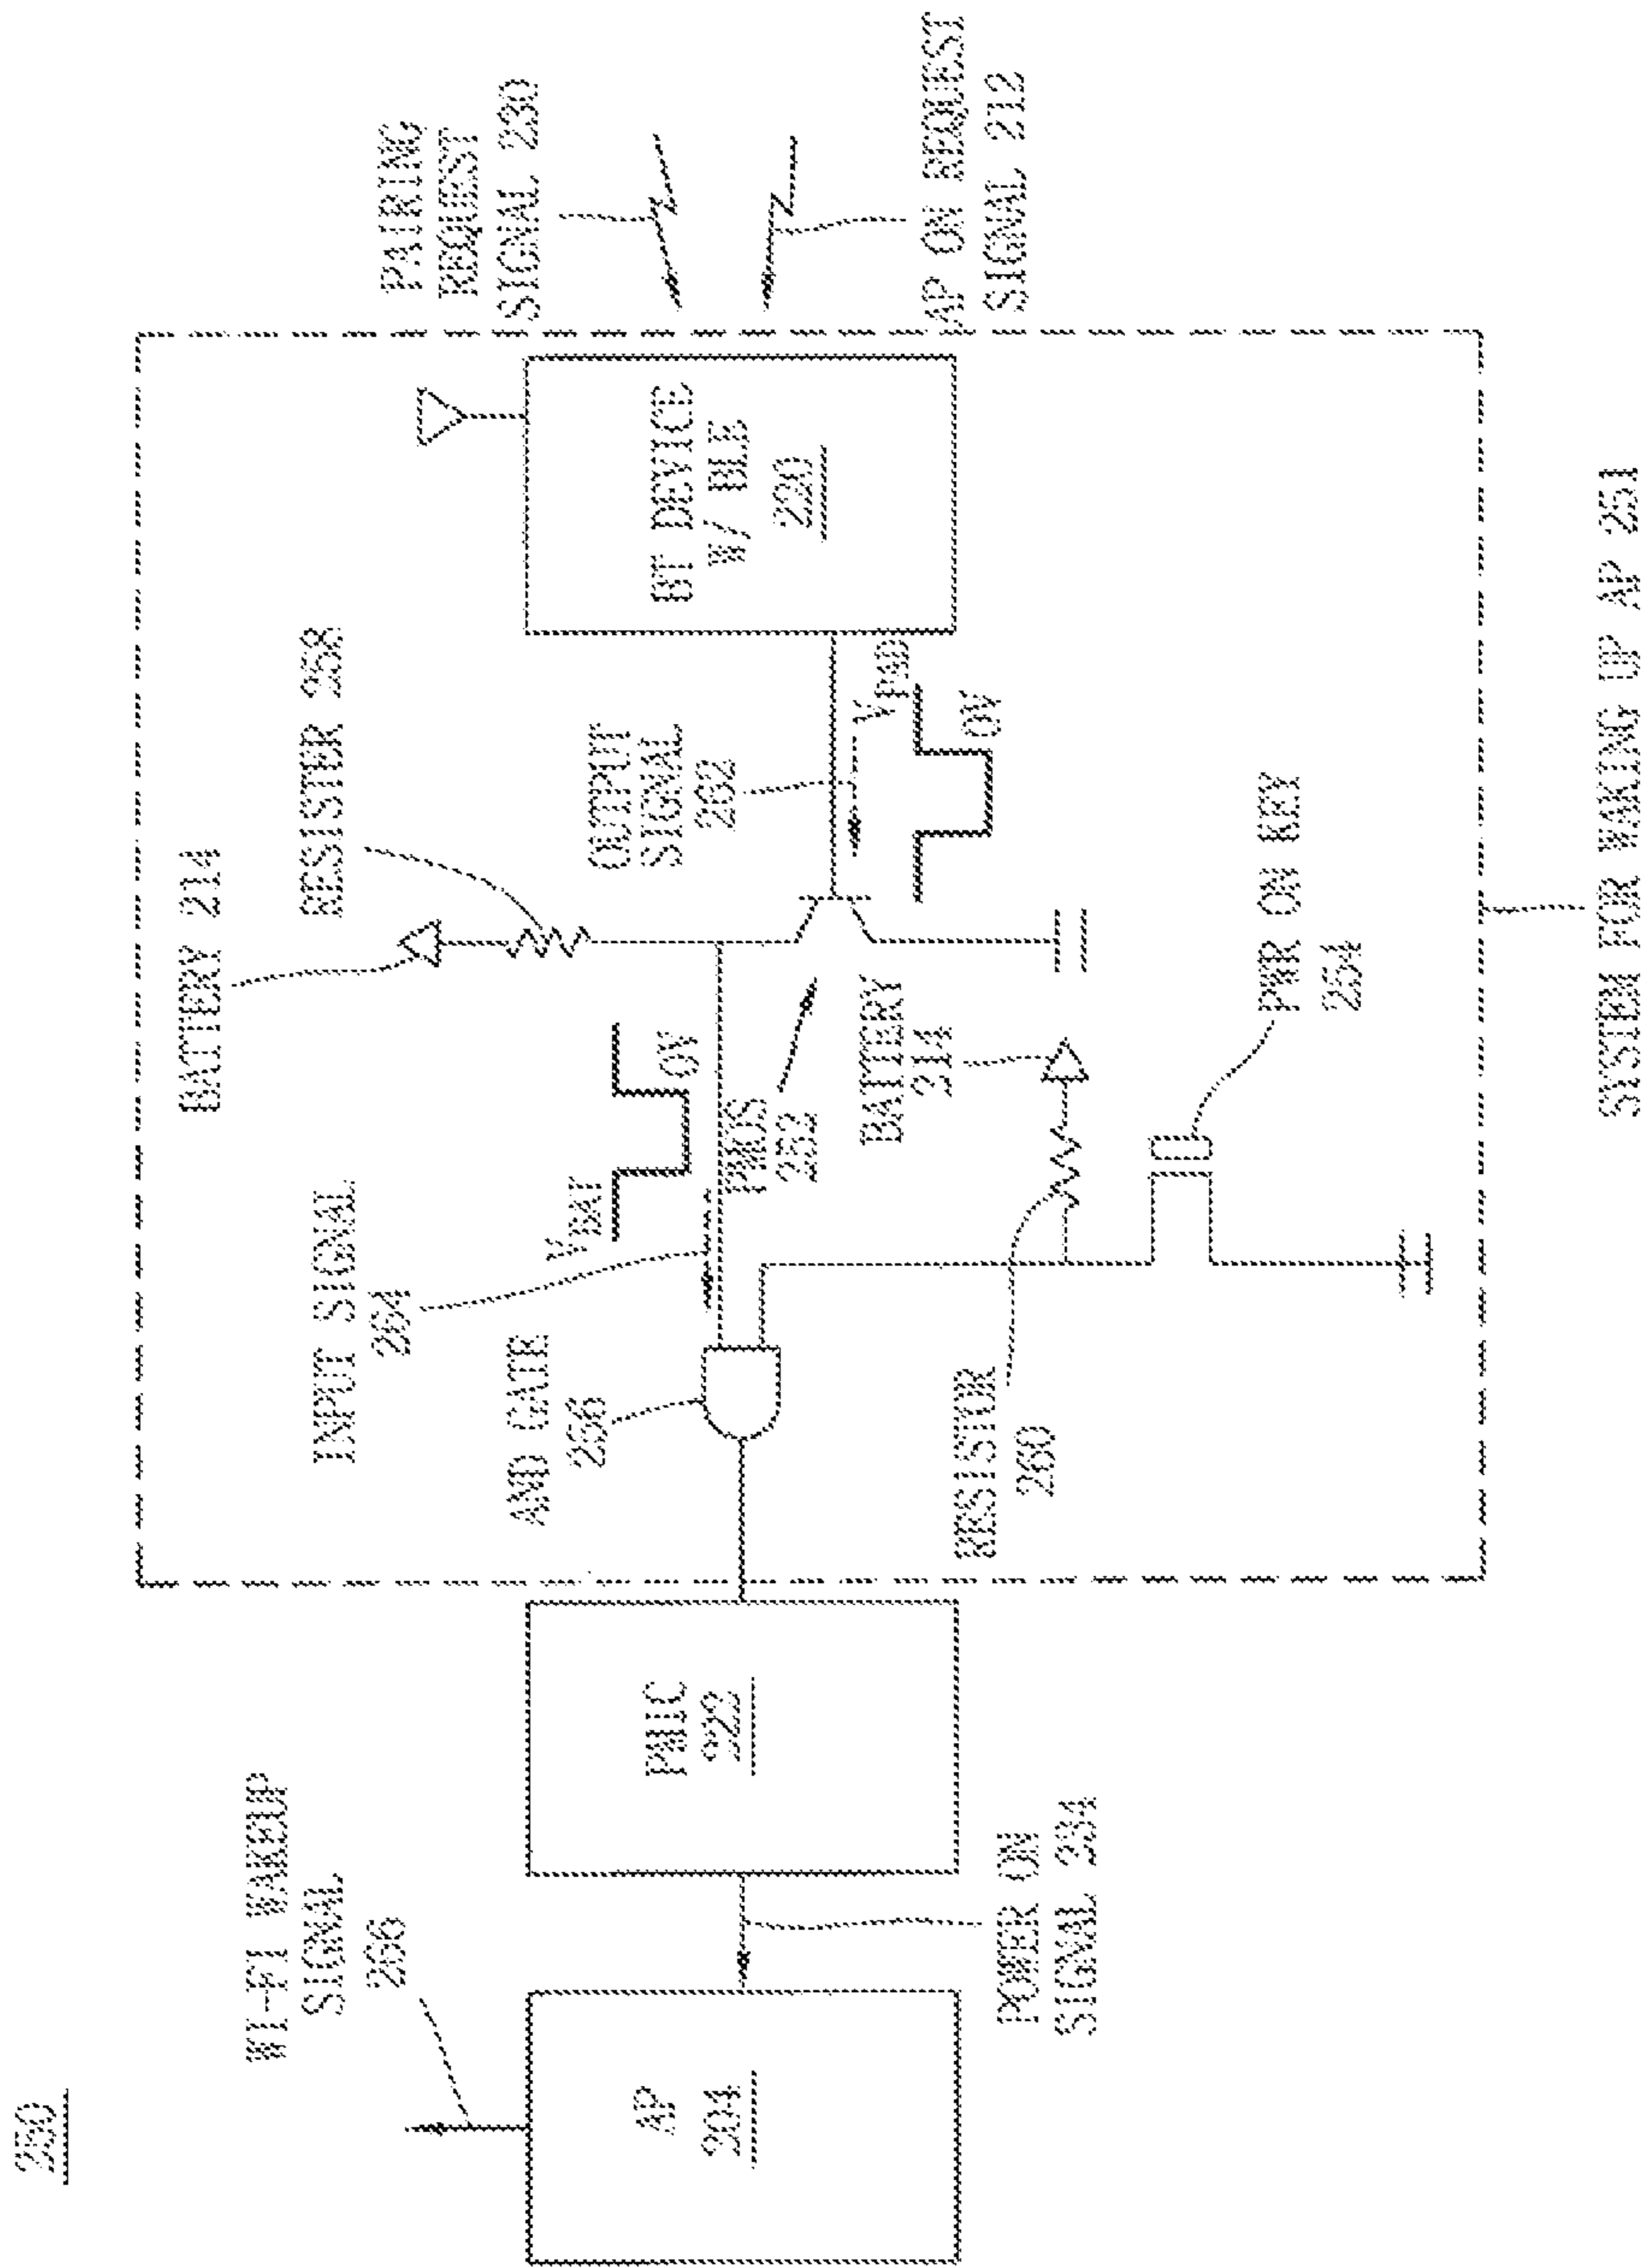 250
WI-FI WAKEUP
SIGNAL
266
AP
204
POWER ON
SIGNAL 234
PMIC
222
INPUT SIGNAL
264
AND GATE
256
VBAT
0V
BATTERY 214
RESISTER 258
PMOS
252
BATTERY
214
RESISTOR
260
PWR ON KEY
254
OUTPUT
SIGNAL
262
VPAD
0V
BT DEVICE
W/ BLE
220
PAIRING
REQUEST
SIGNAL 230
AP ON REQUEST
SIGNAL 212
SYSTEM FOR WAKING UP AP 251